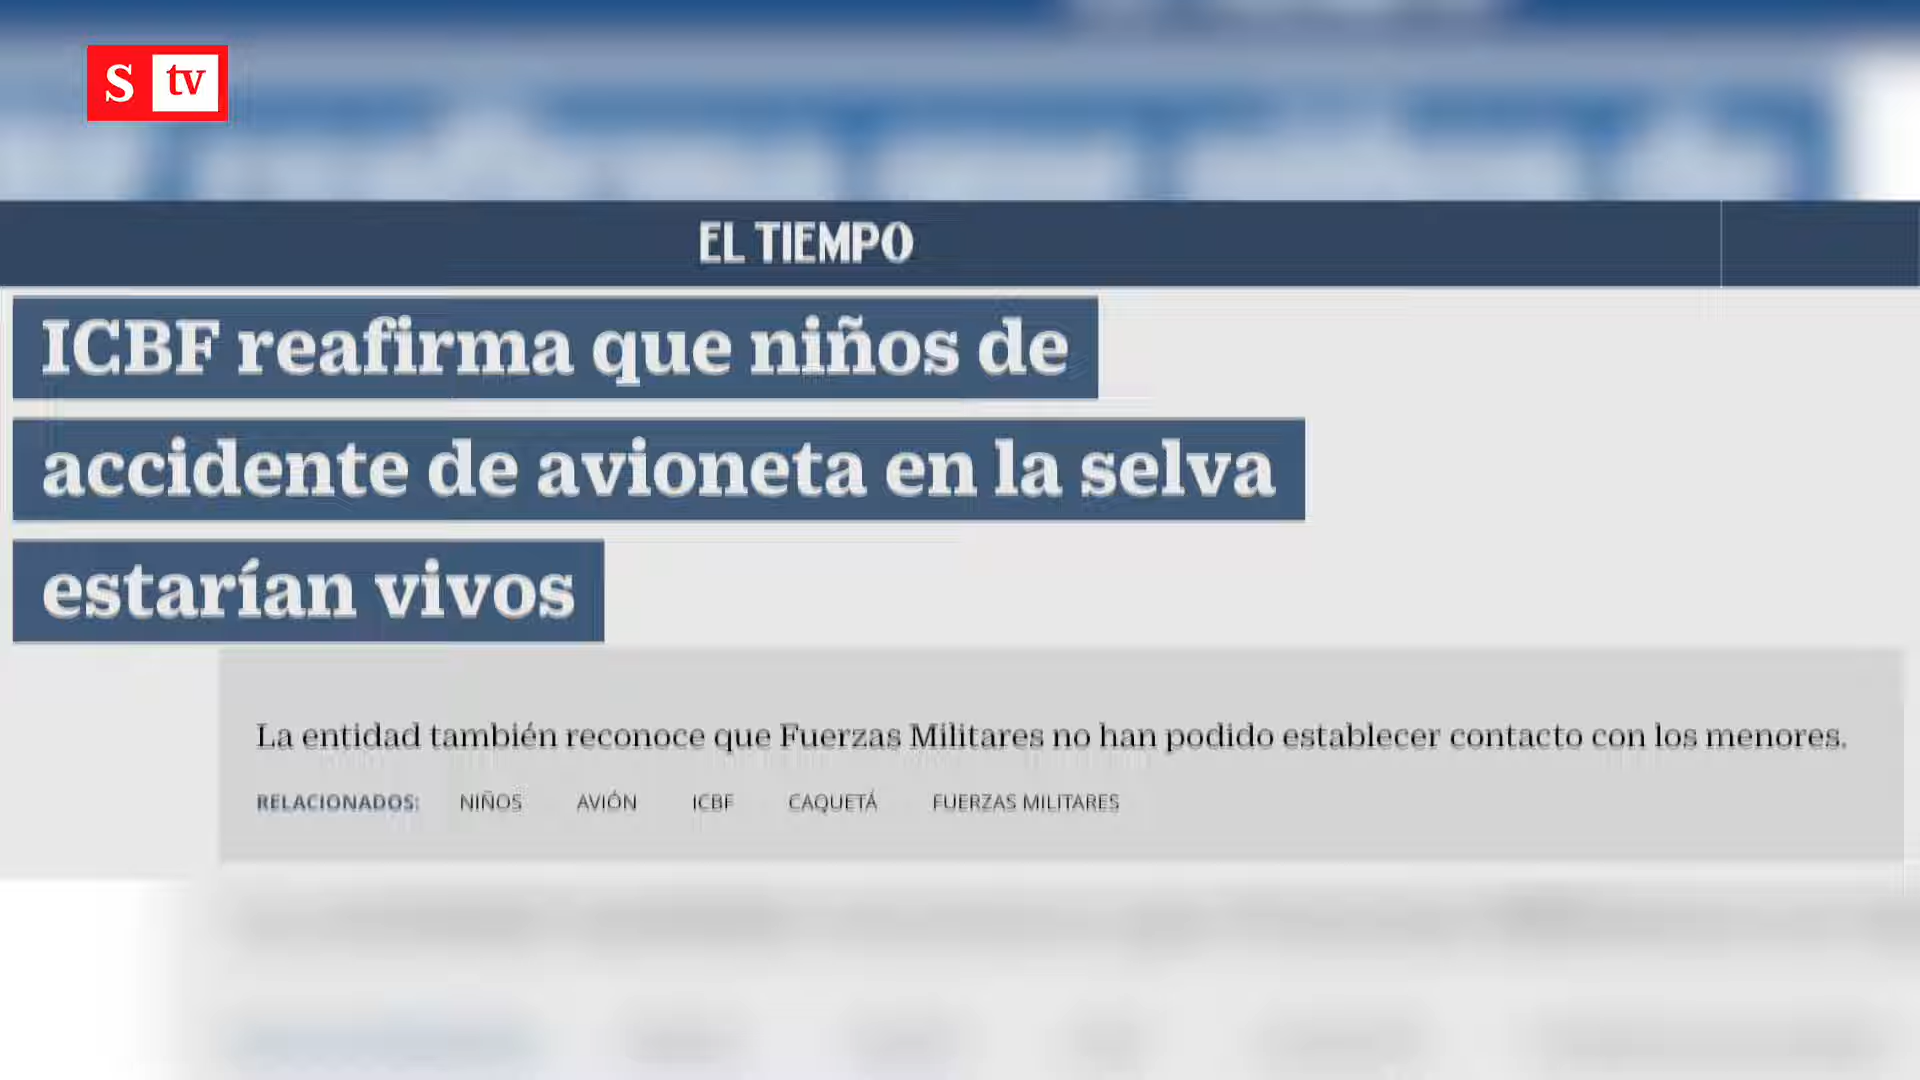 S tv
EL TIEMPO
ICBF reafirma que niños de
accidente de avioneta en la selva
estarían vivos
La entidad también reconoce que Fuerzas Militares no han podido establecer contacto con los menores.
RELACIONADOS: NIÑOS AVIÓN ICBF CAQUETÁ FUERZAS MILITARES